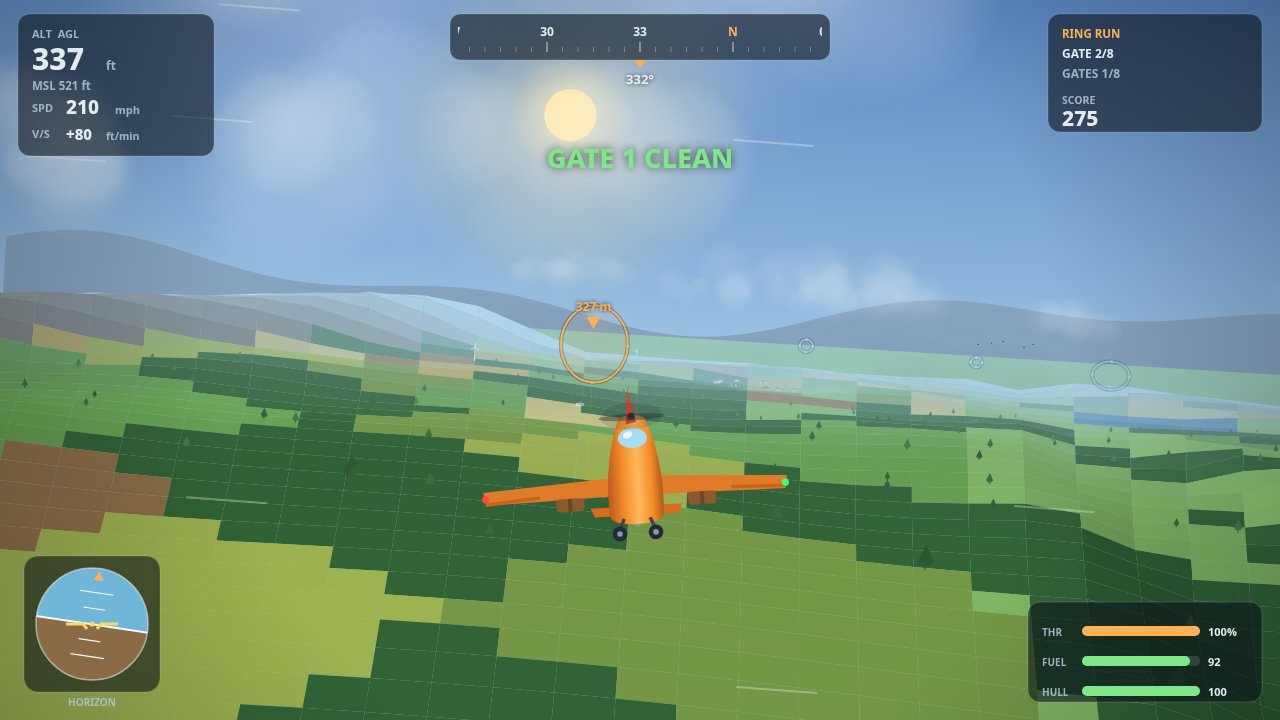 ALT AGL
337 ft
MSL 521 ft
SPD 210 mph
V/S +80 ft/min
30 33 N
332°
RING RUN
GATE 2/8
GATES 1/8
SCORE
275
GATE 1 CLEAN
327 m
HORIZON
THR 100%
FUEL 92
HULL 100